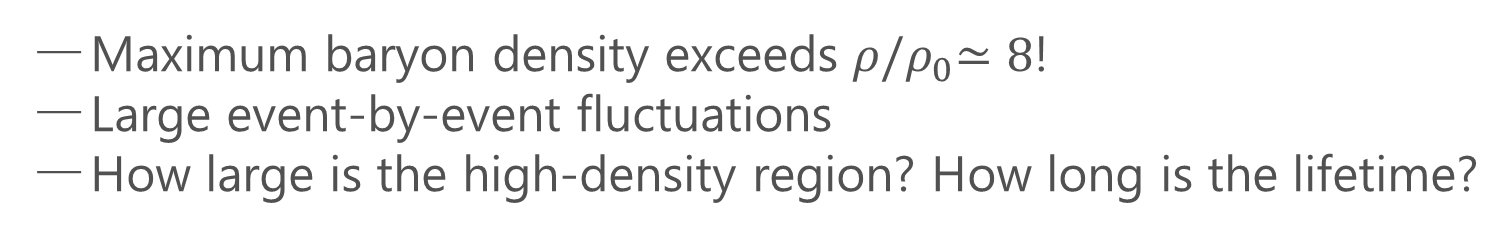 — Maximum baryon density exceeds ρ/ρ₀ ≃ 8!
— Large event-by-event fluctuations
— How large is the high-density region? How long is the lifetime?